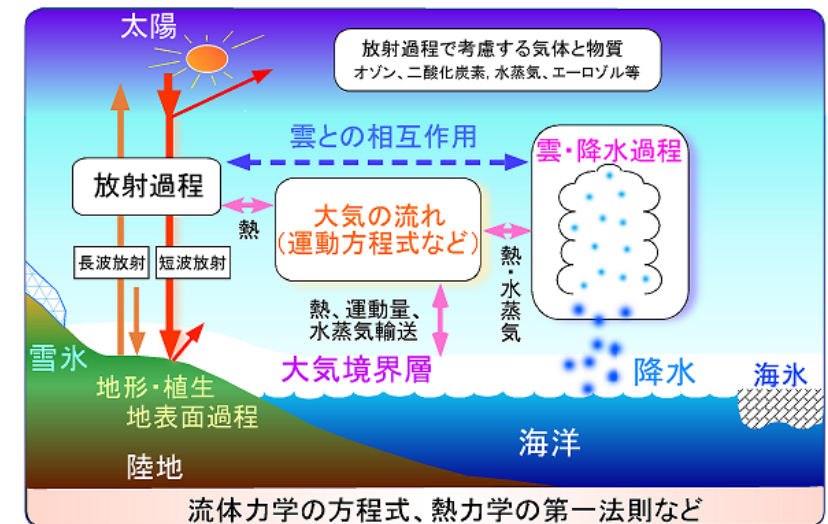 太陽
放射過程で考慮する気体と物質
オゾン、二酸化炭素, 水蒸気、エーロゾル等
雲との相互作用
雲・降水過程
放射過程
大気の流れ
(運動方程式など)
熱
長波放射
短波放射
熱・水蒸気
熱、運動量、
水蒸気輸送
雪氷
大気境界層
降水
海氷
地形・植生
地表面過程
海洋
陸地
流体力学の方程式、熱力学の第一法則など